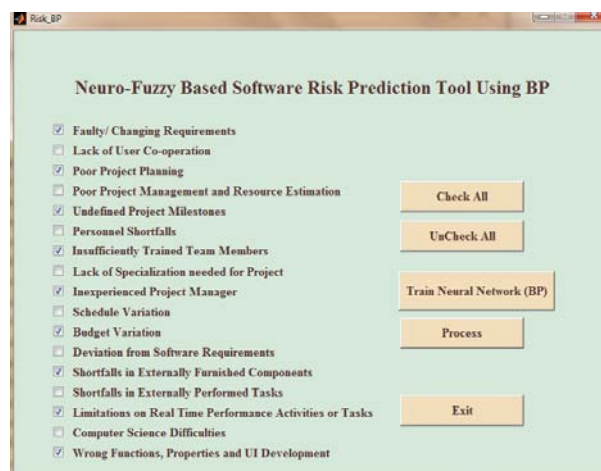 Risk_BP
Neuro-Fuzzy Based Software Risk Prediction Tool Using BP
Faulty/ Changing Requirements
Lack of User Co-operation
Poor Project Planning
Poor Project Management and Resource Estimation
Undefined Project Milestones
Personnel Shortfalls
Insufficiently Trained Team Members
Lack of Specialization needed for Project
Inexperienced Project Manager
Schedule Variation
Budget Variation
Deviation from Software Requirements
Shortfalls in Externally Furnished Components
Shortfalls in Externally Performed Tasks
Limitations on Real Time Performance Activities or Tasks
Computer Science Difficulties
Wrong Functions, Properties and UI Development
Check All
UnCheck All
Train Neural Network (BP)
Process
Exit